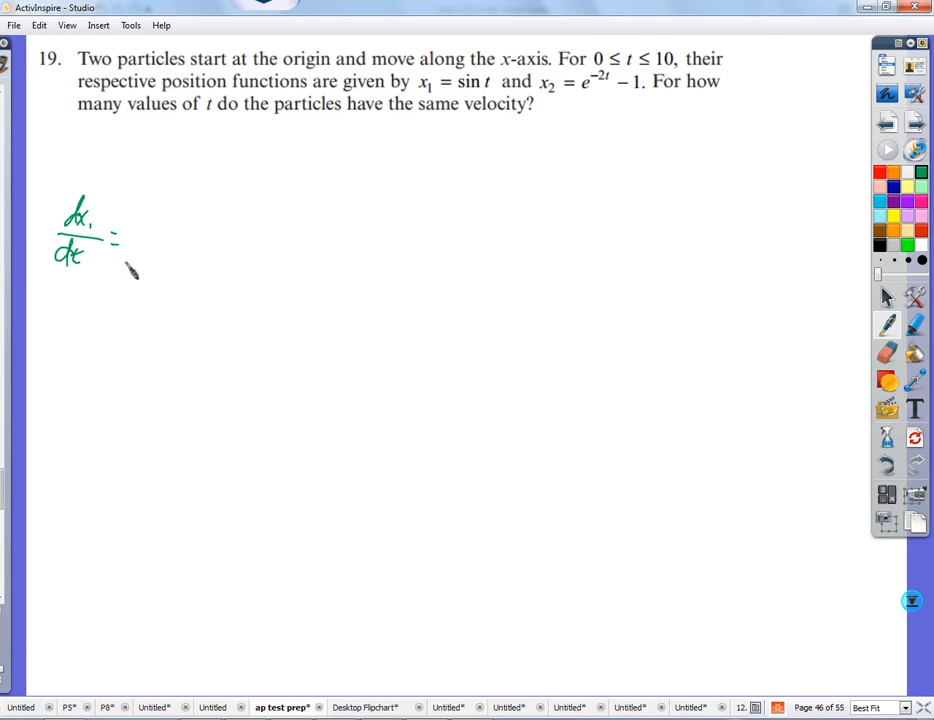 ActivInspire - Studio
File Edit View Insert Tools Help
19. Two particles start at the origin and move along the x-axis. For 0 ≤ t ≤ 10, their
respective position functions are given by x₁ = sin t and x₂ = e⁻²ᵗ − 1. For how
many values of t do the particles have the same velocity?
dx₁
dt =
Untitled P5* P8* Untitled* Untitled ap test prep* Desktop Flipchart* Untitled* Untitled* Untitled* Untitled* Untitled* 12. Page 46 of 55 Best Fit